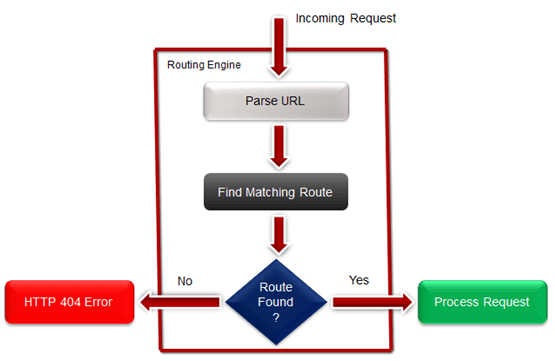 Incoming Request
Routing Engine
Parse URL
Find Matching Route
No
Route
Found
?
Yes
HTTP 404 Error
Process Request